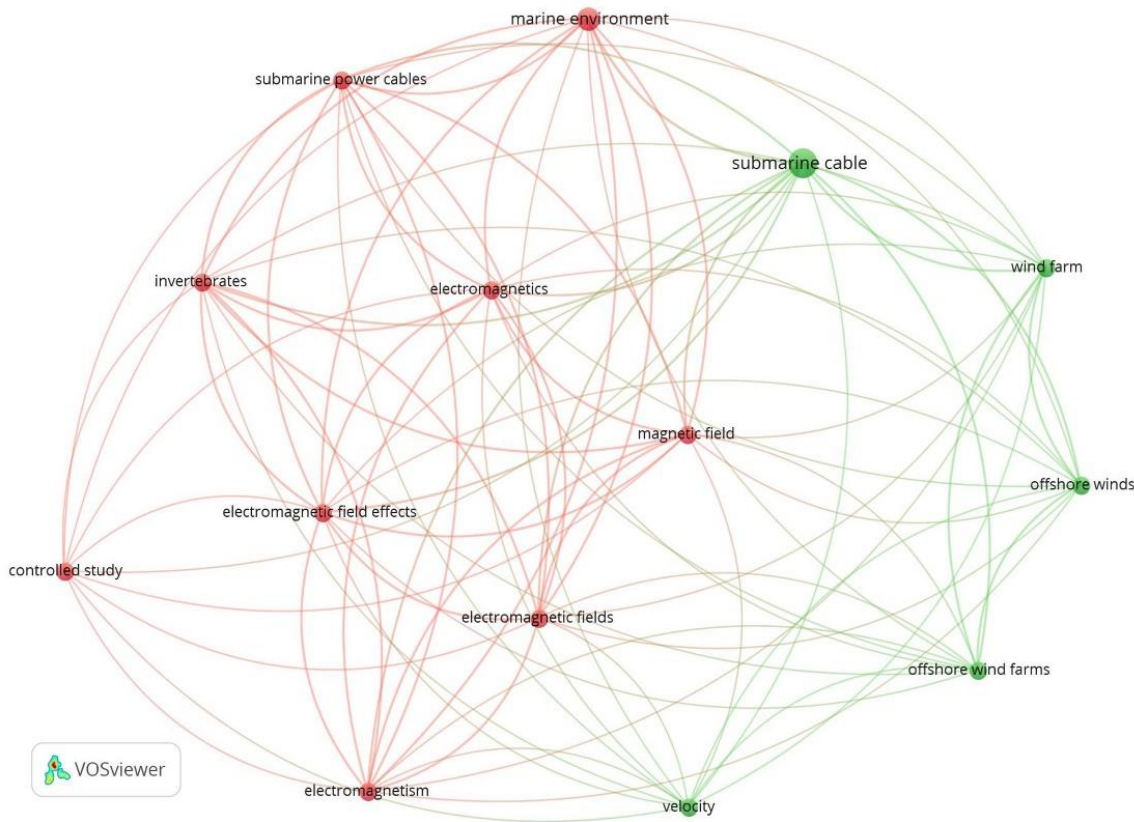 marine environment
submarine power cables
submarine cable
wind farm
invertebrates
electromagnetics
magnetic field
offshore winds
electromagnetic field effects
controlled study
electromagnetic fields
offshore wind farms
VOSviewer
electromagnetism
velocity